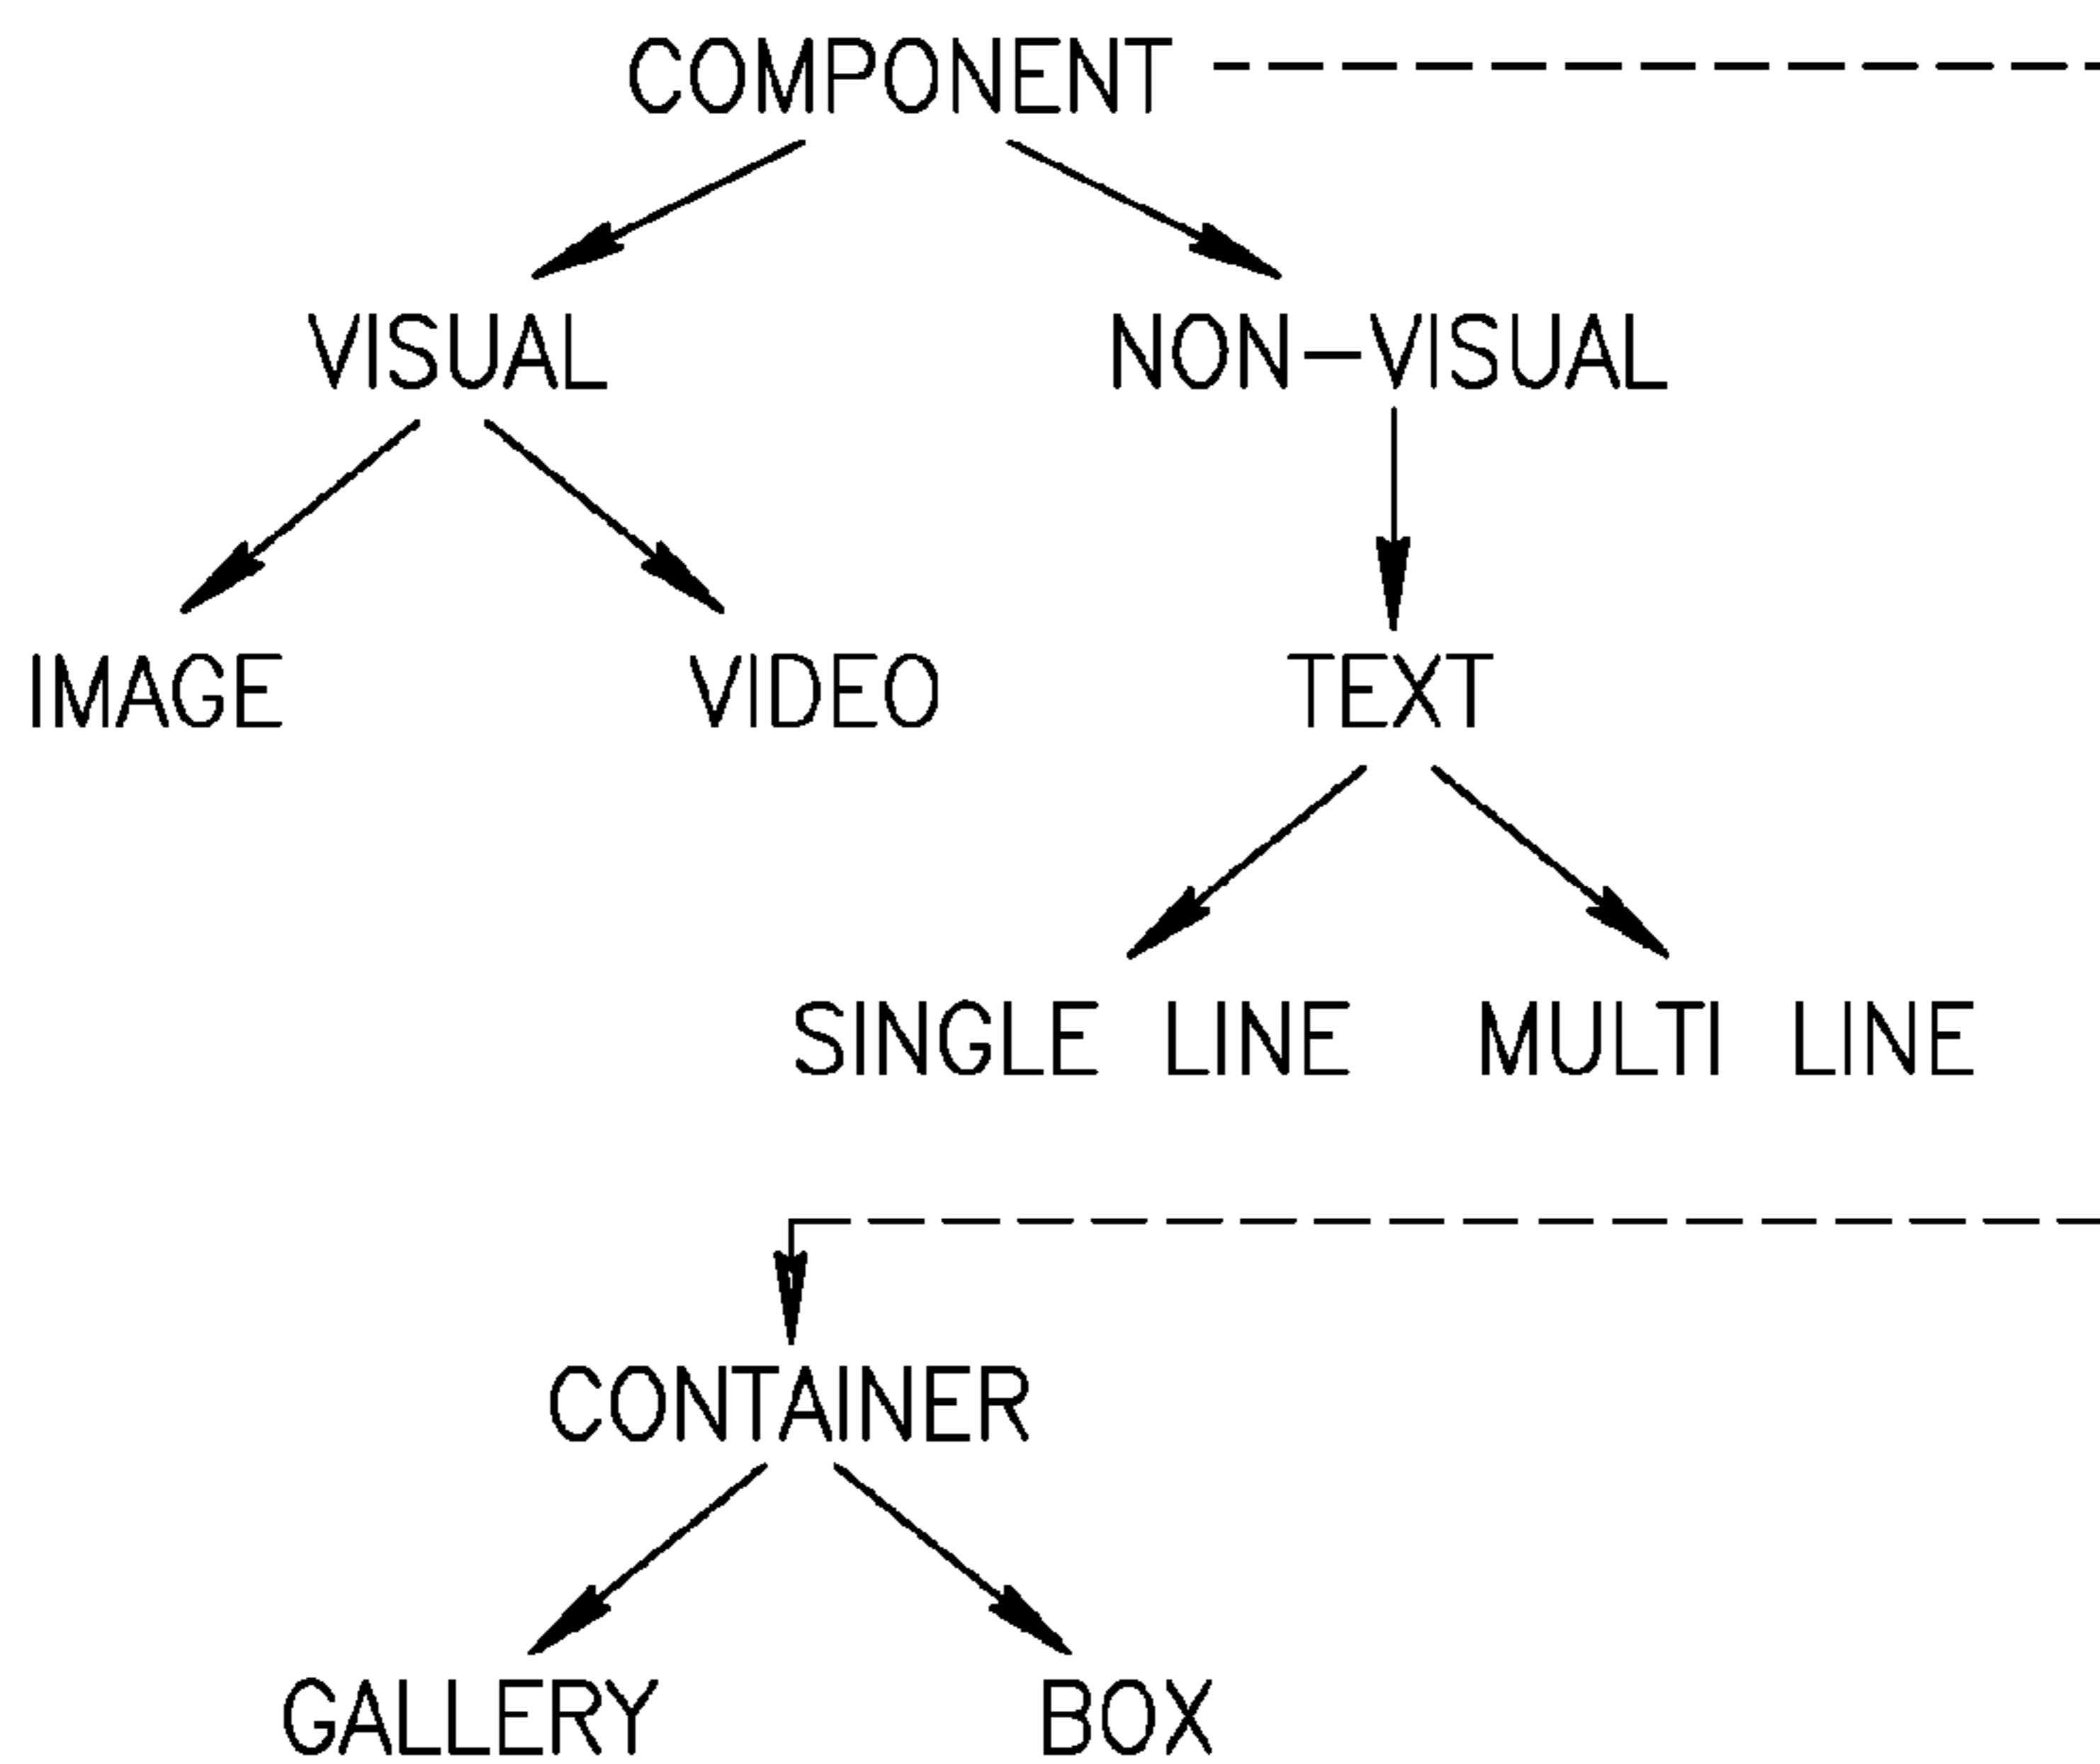 COMPONENT
VISUAL NON-VISUAL
IMAGE VIDEO TEXT
SINGLE LINE MULTI LINE
CONTAINER
GALLERY BOX